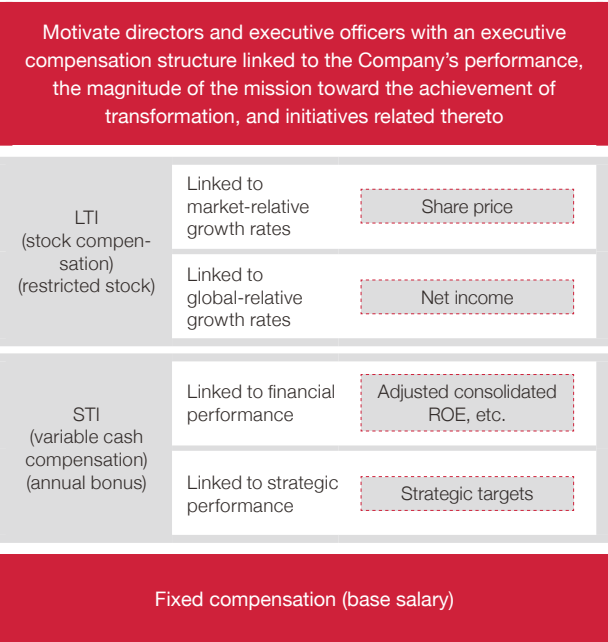 Motivate directors and executive officers with an executive
compensation structure linked to the Company’s performance,
the magnitude of the mission toward the achievement of
transformation, and initiatives related thereto
LTI
(stock compen-
sation)
(restricted stock)
Linked to
market-relative
growth rates
Share price
Linked to
global-relative
growth rates
Net income
STI
(variable cash
compensation)
(annual bonus)
Linked to financial
performance
Adjusted consolidated
ROE, etc.
Linked to strategic
performance
Strategic targets
Fixed compensation (base salary)